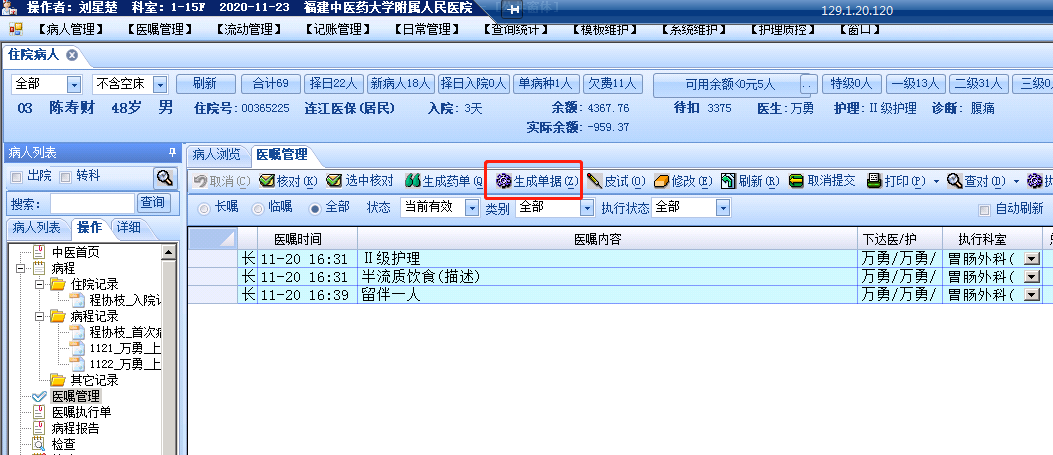 操作者: 刘星楚 科室: 1-15F 2020-11-23 福建中医药大学附属人民医院
129.1.20.120
【病人管理】 【医嘱管理】 【流动管理】 【记账管理】 【日常管理】 【查询统计】 【模板维护】 【系统维护】 【护理质控】 【窗口】
住院病人
全部 不含空床 刷新 合计69 择日22人 新病人18人 择日入院0人 单病种1人 欠费11人 可用余额<0元5人 .. 特级0人 一级13人 二级31人 三级0
03 陈寿财 48岁 男 住院号: 00365225 连江医保(居民) 入院: 3天 余额: 4367.76 待扣 3375 医生: 万勇 护理: Ⅱ级护理 诊断: 腹痛
实际余额: -959.37
病人列表
出院 转科
搜索: 查询
病人列表 操作 详细
中医首页
病程
住院记录
程协枝_入院
病程记录
程协枝_首次
1121_万勇_上
1122_万勇_上
其它记录
医嘱管理
医嘱执行单
病程报告
检查
病人浏览 医嘱管理
取消(C) 核对(K) 选中核对 生成药单(Q 生成单据(Z) 皮试(O) 修改(E) 刷新(R) 取消提交 打印(P) 查对(D) 执
长嘱 临嘱 全部 状态 当前有效 类别 全部 执行状态 全部 自动刷新
医嘱时间 医嘱内容 下达医/护 执行科室
长 11-20 16:31 Ⅱ级护理 万勇/万勇/ 胃肠外科(
长 11-20 16:31 半流质饮食(描述) 万勇/万勇/ 胃肠外科(
长 11-20 16:39 留伴一人 万勇/万勇/ 胃肠外科(